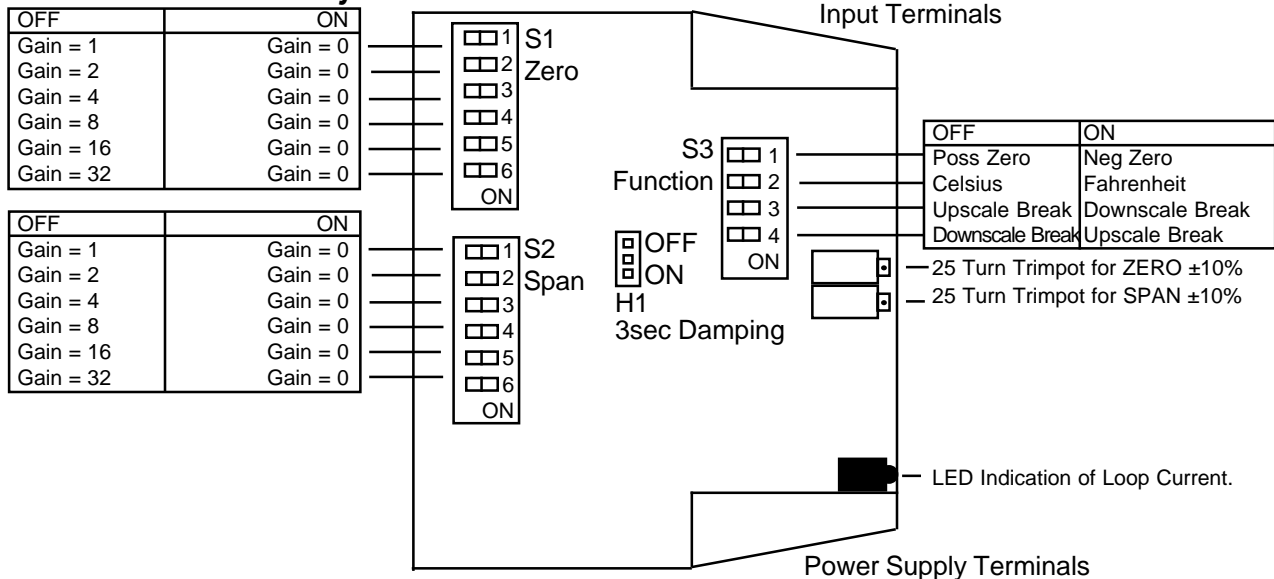 Input Terminals
OFF ON
Gain = 1 Gain = 0
Gain = 2 Gain = 0
Gain = 4 Gain = 0
Gain = 8 Gain = 0
Gain = 16 Gain = 0
Gain = 32 Gain = 0
1 S1
2 Zero
3
4
5
6
ON
OFF ON
Gain = 1 Gain = 0
Gain = 2 Gain = 0
Gain = 4 Gain = 0
Gain = 8 Gain = 0
Gain = 16 Gain = 0
Gain = 32 Gain = 0
1 S2
2 Span
3
4
5
6
ON
OFF
ON
H1
3sec Damping
S3 1
Function 2
3
4
ON
OFF ON
Poss Zero Neg Zero
Celsius Fahrenheit
Upscale Break Downscale Break
Downscale Break Upscale Break
25 Turn Trimpot for ZERO ±10%
25 Turn Trimpot for SPAN ±10%
LED Indication of Loop Current.
Power Supply Terminals